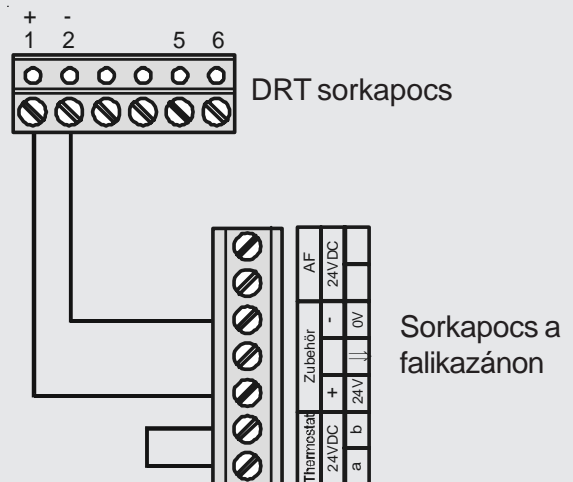 + -
1 2 5 6
DRT sorkapocs
AF
24VDC
Zubehör
- 0V
+ 24V
Thermostat
24VDC
b
a
Sorkapocs a
falikazánon